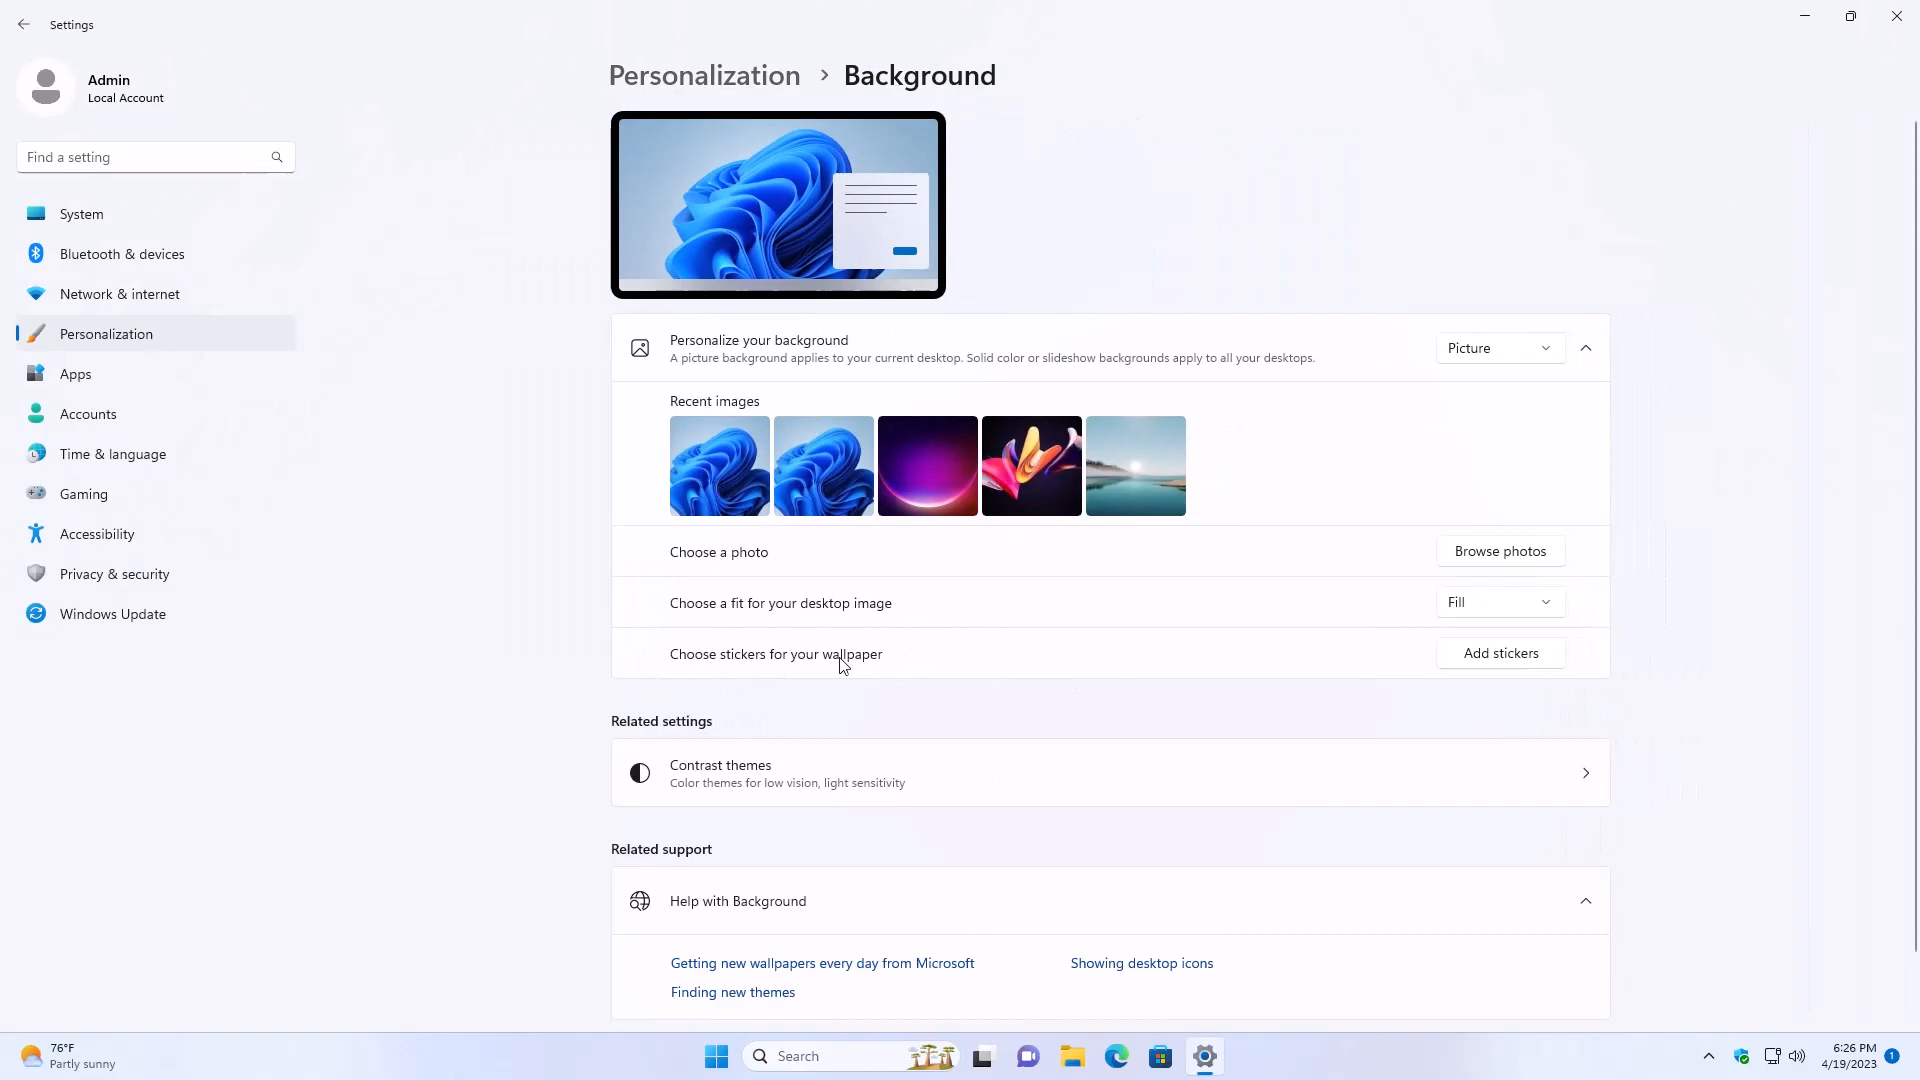 Settings
Admin
Local Account
Find a setting
System
Bluetooth & devices
Network & internet
Personalization
Apps
Accounts
Time & language
Gaming
Accessibility
Privacy & security
Windows Update
Personalization > Background
Personalize your background
A picture background applies to your current desktop. Solid color or slideshow backgrounds apply to all your desktops.
Picture
Recent images
Choose a photo
Browse photos
Choose a fit for your desktop image
Fill
Choose stickers for your wallpaper
Add stickers
Related settings
Contrast themes
Color themes for low vision, light sensitivity
Related support
Help with Background
Getting new wallpapers every day from Microsoft
Showing desktop icons
Finding new themes
76°F
Partly sunny
Search
6:26 PM
4/19/2023
1